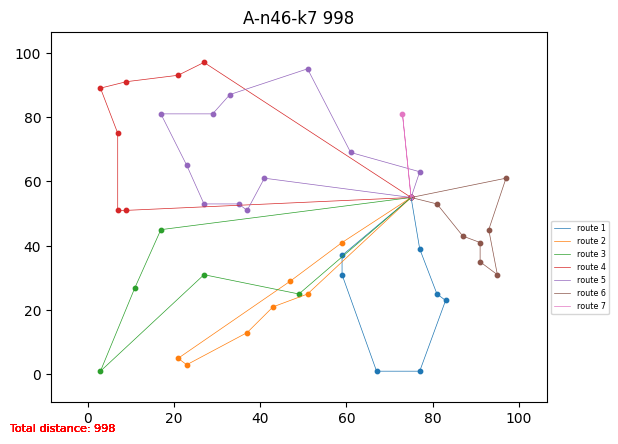 A-n46-k7 998
100
80
60
40
20
0
0 20 40 60 80 100
route 1
route 2
route 3
route 4
route 5
route 6
route 7
Total distance: 998